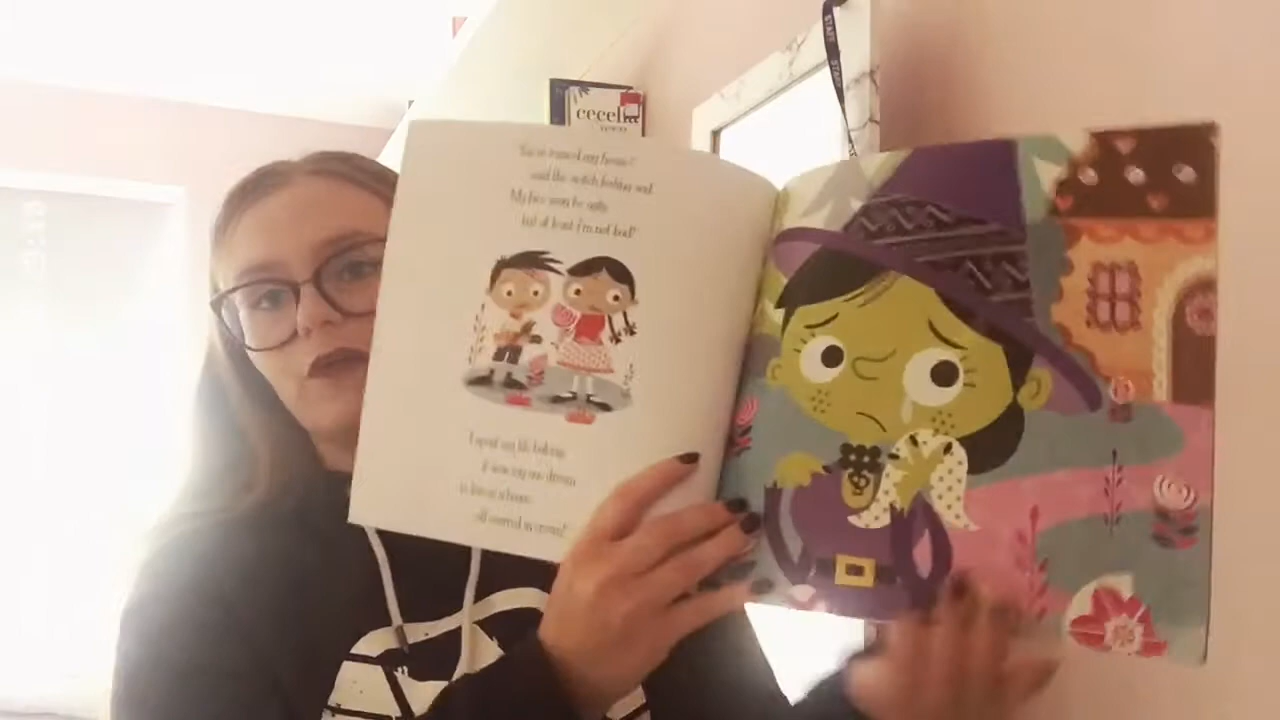 cecelia
STAFF STAFF
"You've ruined my house!"
said the witch feeling sad.
"My face may be ugly,
but at least I'm not bad!"
I spent my life baking,
it was my one dream
to live in a house
all covered in cream!"